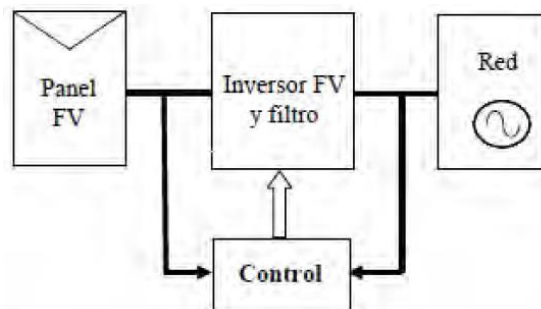 Panel
FV
Inversor FV
y filtro
Red
Control